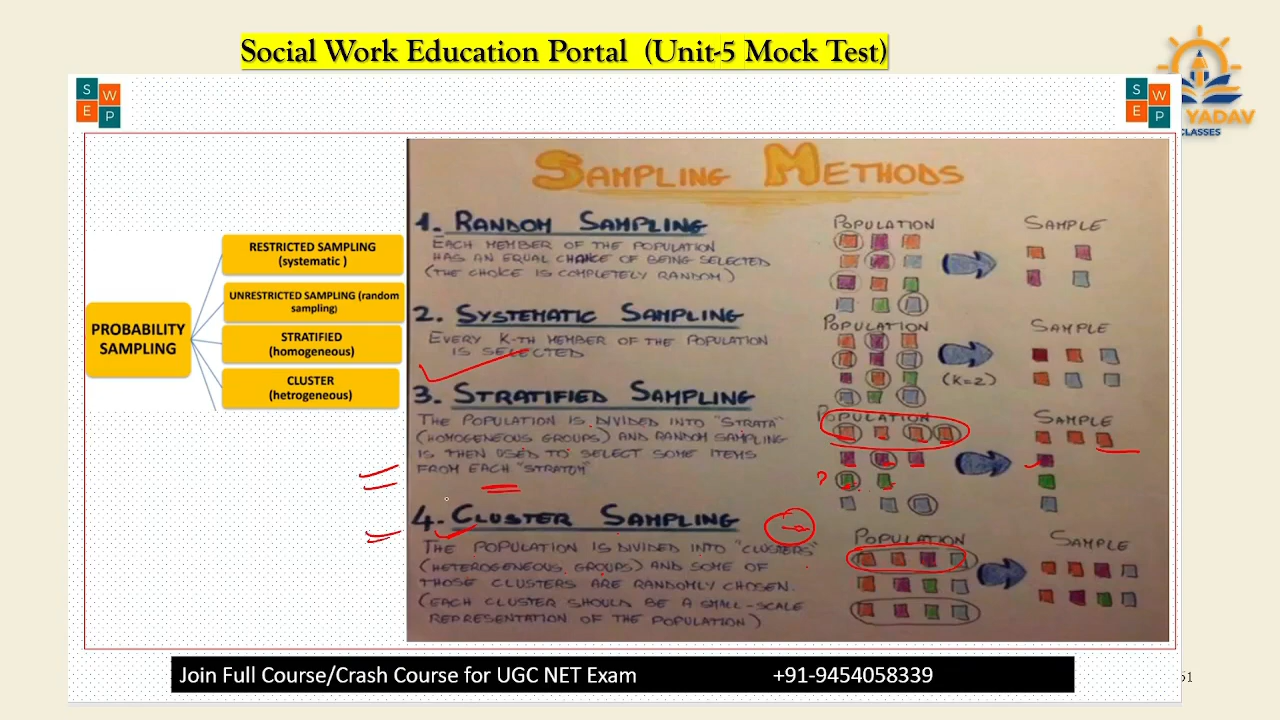 Social Work Education Portal (Unit-5 Mock Test)
S W
E P
S W
E P
YADAV
CLASSES
PROBABILITY
SAMPLING
RESTRICTED SAMPLING
(systematic )
UNRESTRICTED SAMPLING (random
sampling)
STRATIFIED
(homogeneous)
CLUSTER
(hetrogeneous)
SAMPLING METHODS
1. RANDOM SAMPLING
EACH MEMBER OF THE POPULATION
HAS AN EQUAL CHANCE OF BEING SELECTED
(THE CHOICE IS COMPLETELY RANDOM)
POPULATION
SAMPLE
2. SYSTEMATIC SAMPLING
EVERY K-TH MEMBER OF THE POPULATION
IS SELECTED
POPULATION
SAMPLE
(K=2)
3. STRATIFIED SAMPLING
THE POPULATION IS DIVIDED INTO "STRATA"
(HOMOGENEOUS GROUPS) AND RANDOM SAMPLING
IS THEN USED TO SELECT SOME ITEMS
FROM EACH "STRATUM"
POPULATION
SAMPLE
?
4. CLUSTER SAMPLING
THE POPULATION IS DIVIDED INTO "CLUSTERS"
(HETEROGENEOUS GROUPS) AND SOME OF
THOSE CLUSTERS ARE RANDOMLY CHOSEN.
(EACH CLUSTER SHOULD BE A SMALL-SCALE
REPRESENTATION OF THE POPULATION)
POPULATION
SAMPLE
Join Full Course/Crash Course for UGC NET Exam +91-9454058339